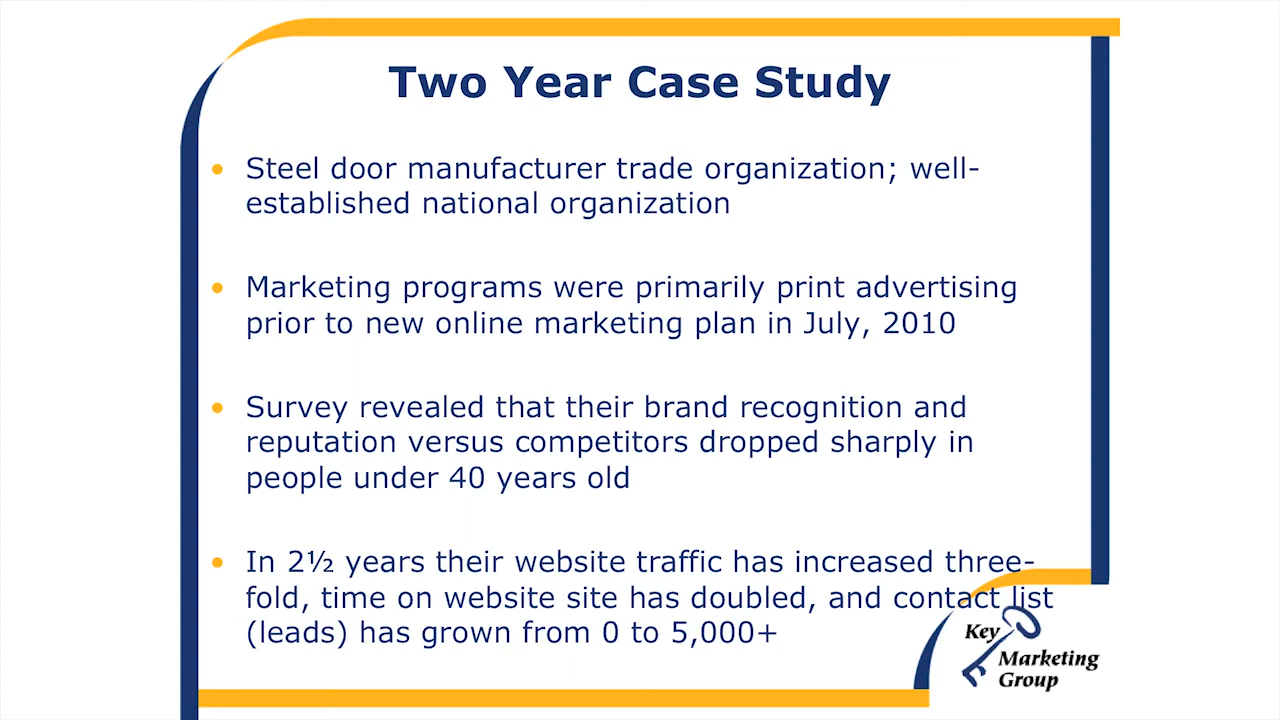 Two Year Case Study
• Steel door manufacturer trade organization; well-
established national organization
• Marketing programs were primarily print advertising
prior to new online marketing plan in July, 2010
• Survey revealed that their brand recognition and
reputation versus competitors dropped sharply in
people under 40 years old
• In 2½ years their website traffic has increased three-
fold, time on website site has doubled, and contact list
(leads) has grown from 0 to 5,000+
Key
Marketing
Group